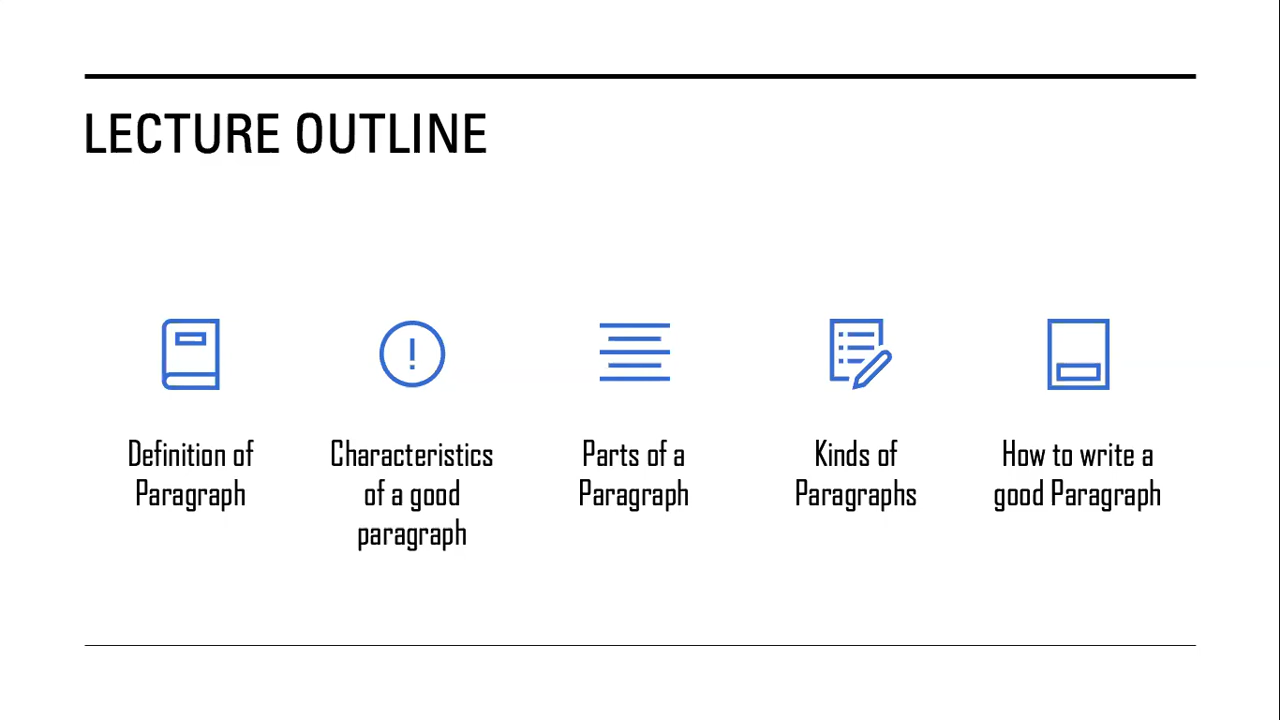 LECTURE OUTLINE
Definition of
Paragraph
Characteristics
of a good
paragraph
Parts of a
Paragraph
Kinds of
Paragraphs
How to write a
good Paragraph